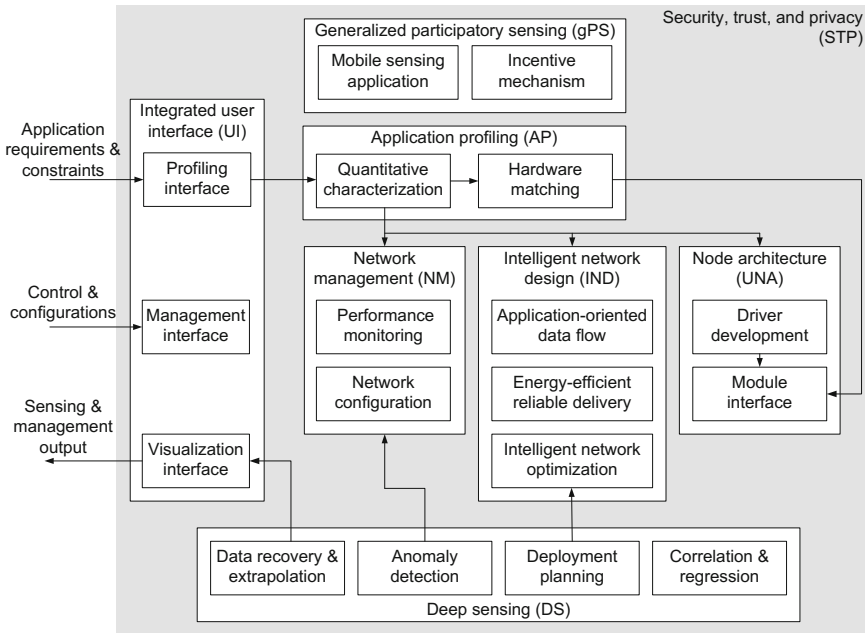 Security, trust, and privacy
(STP)
Generalized participatory sensing (gPS)
Mobile sensing
application
Incentive
mechanism
Integrated user
interface (UI)
Application
requirements &
constraints
Profiling
interface
Application profiling (AP)
Quantitative
characterization
Hardware
matching
Network
management (NM)
Performance
monitoring
Network
configuration
Intelligent network
design (IND)
Application-oriented
data flow
Energy-efficient
reliable delivery
Intelligent network
optimization
Node architecture
(UNA)
Driver
development
Module
interface
Control &
configurations
Management
interface
Sensing &
management
output
Visualization
interface
Data recovery &
extrapolation
Anomaly
detection
Deployment
planning
Correlation &
regression
Deep sensing (DS)